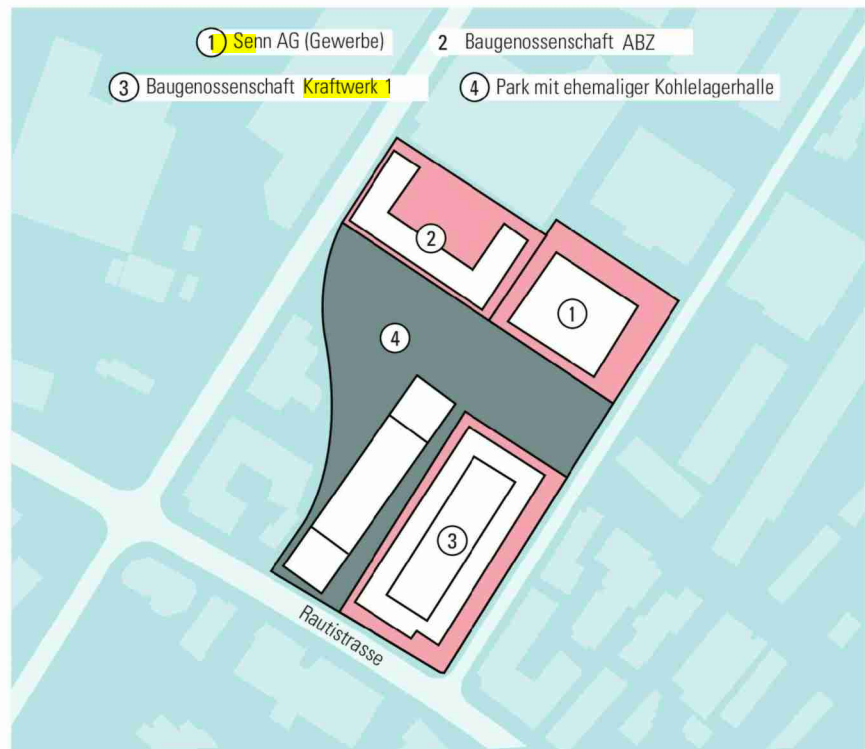 1 Senn AG (Gewerbe) 2 Baugenossenschaft ABZ
3 Baugenossenschaft Kraftwerk 1 4 Park mit ehemaliger Kohlelagerhalle
2
1
4
3
Rautistrasse